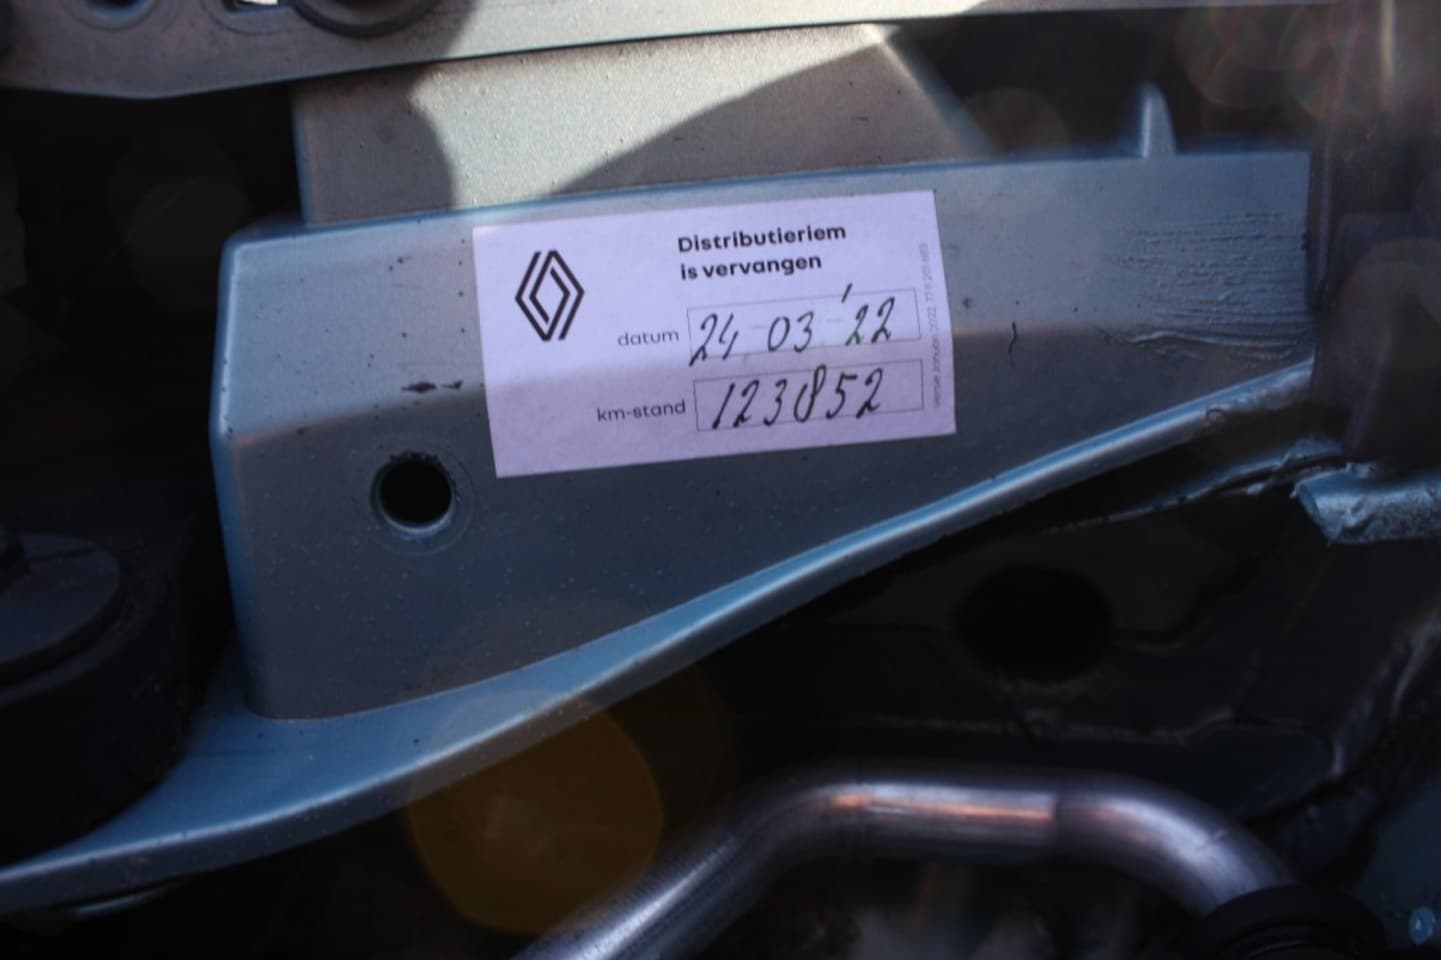 Distributieriem
is vervangen
datum 24-03-'22
km-stand 123852